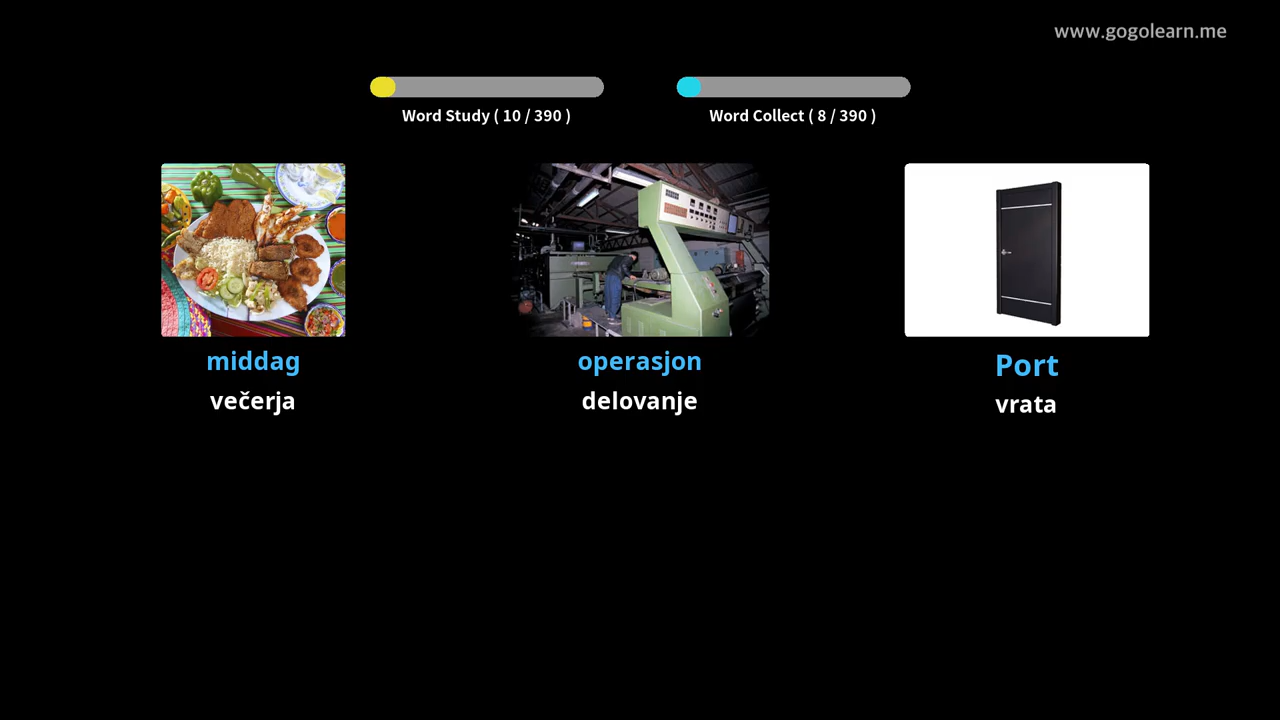 www.gogolearn.me
Word Study ( 10 / 390 )
Word Collect ( 8 / 390 )
middag
večerja
operasjon
delovanje
Port
vrata